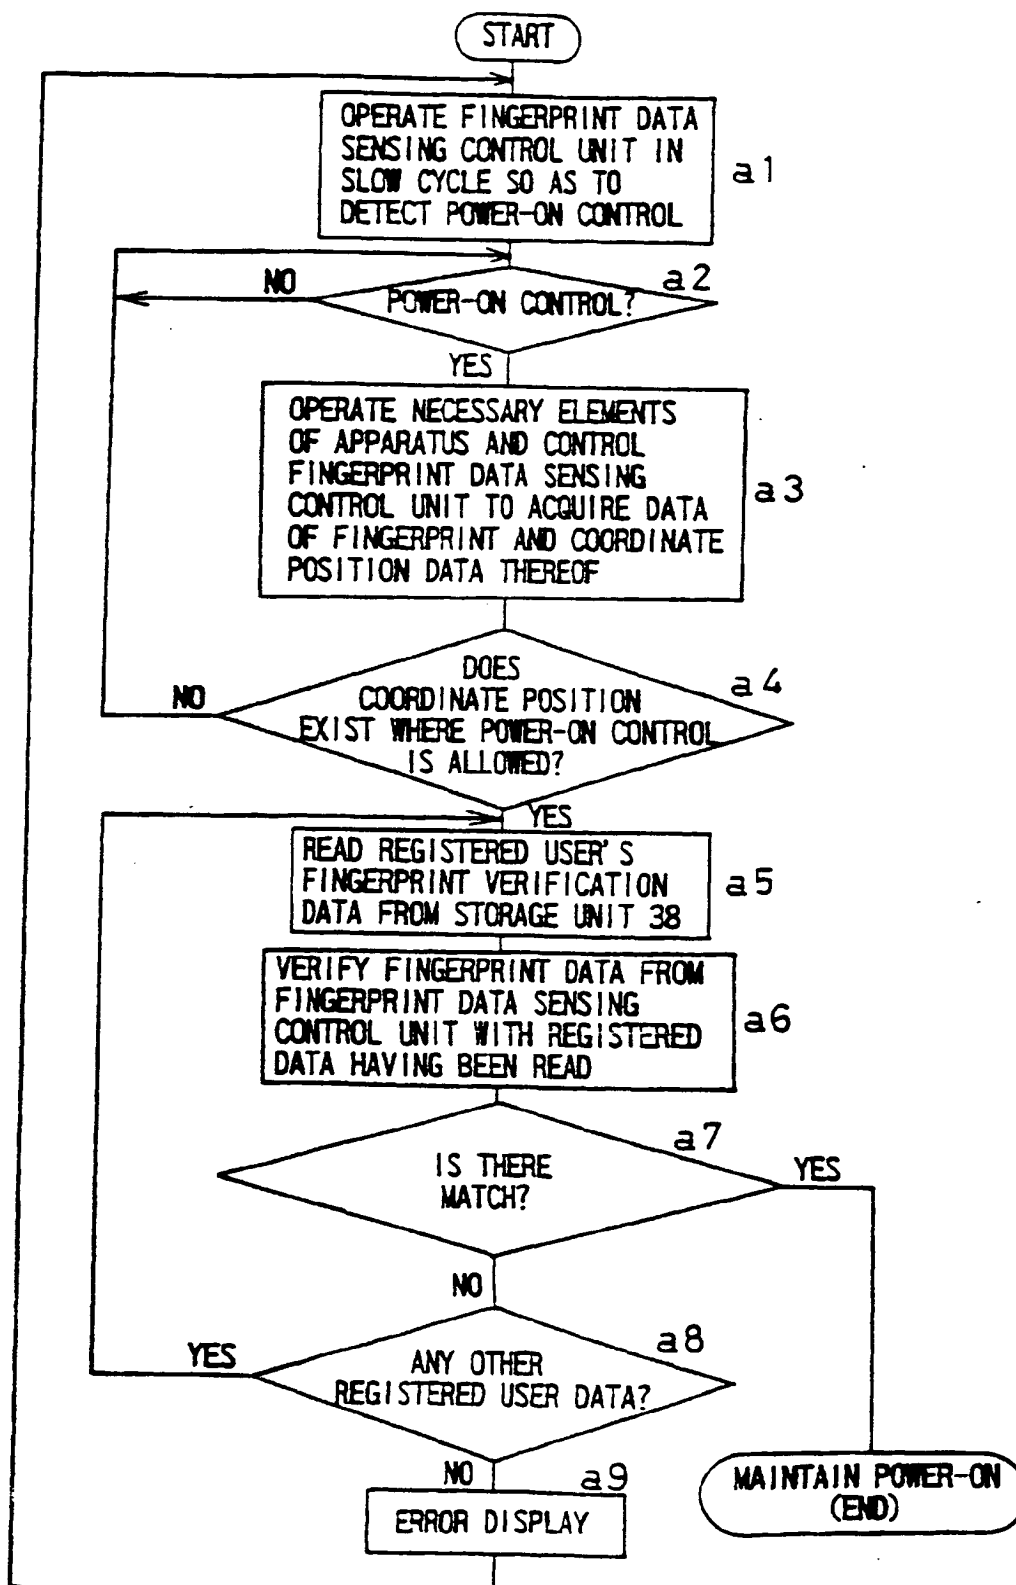 START
OPERATE FINGERPRINT DATA
SENSING CONTROL UNIT IN
SLOW CYCLE SO AS TO
DETECT POWER-ON CONTROL
a1
a2
NO
POWER-ON CONTROL?
YES
OPERATE NECESSARY ELEMENTS
OF APPARATUS AND CONTROL
FINGERPRINT DATA SENSING
CONTROL UNIT TO ACQUIRE DATA
OF FINGERPRINT AND COORDINATE
POSITION DATA THEREOF
a3
DOES
COORDINATE POSITION
EXIST WHERE POWER-ON CONTROL
IS ALLOWED?
a4
NO
YES
READ REGISTERED USER'S
FINGERPRINT VERIFICATION
DATA FROM STORAGE UNIT 38
a5
VERIFY FINGERPRINT DATA FROM
FINGERPRINT DATA SENSING
CONTROL UNIT WITH REGISTERED
DATA HAVING BEEN READ
a6
a7
IS THERE
MATCH?
YES
NO
a8
YES
ANY OTHER
REGISTERED USER DATA?
NO
a9
ERROR DISPLAY
MAINTAIN POWER-ON
(END)